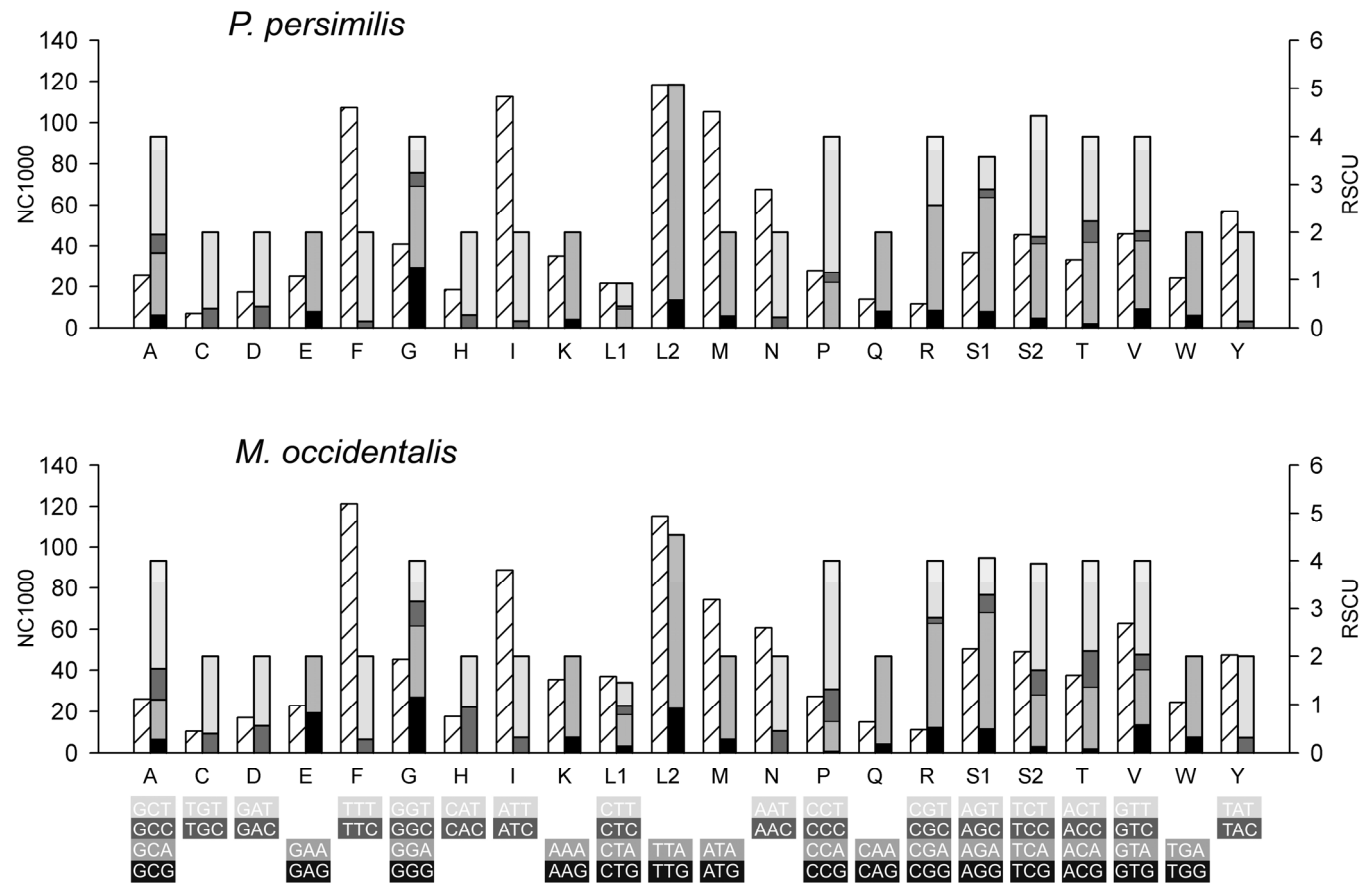 P. persimilis
140 120 100 80 60 40 20 0
NC1000
6 5 4 3 2 1 0
RSCU
A C D E F G H I K L1 L2 M N P Q R S1 S2 T V W Y
M. occidentalis
140 120 100 80 60 40 20 0
NC1000
6 5 4 3 2 1 0
RSCU
A C D E F G H I K L1 L2 M N P Q R S1 S2 T V W Y
GCT TGT GAT TTT GGT CAT ATT CTT AAT CCT CGT AGT TCT ACT GTT TAT
GCC TGC GAC TTC GGC CAC ATC CTC AAC CCC CGC AGC TCC ACC GTC TAC
GCA GAA GGA AAA CTA TTA ATA CCA CAA CGA AGA TCA ACA GTA TGA
GCG GAG GGG AAG CTG TTG ATG CCG CAG CGG AGG TCG ACG GTG TGG